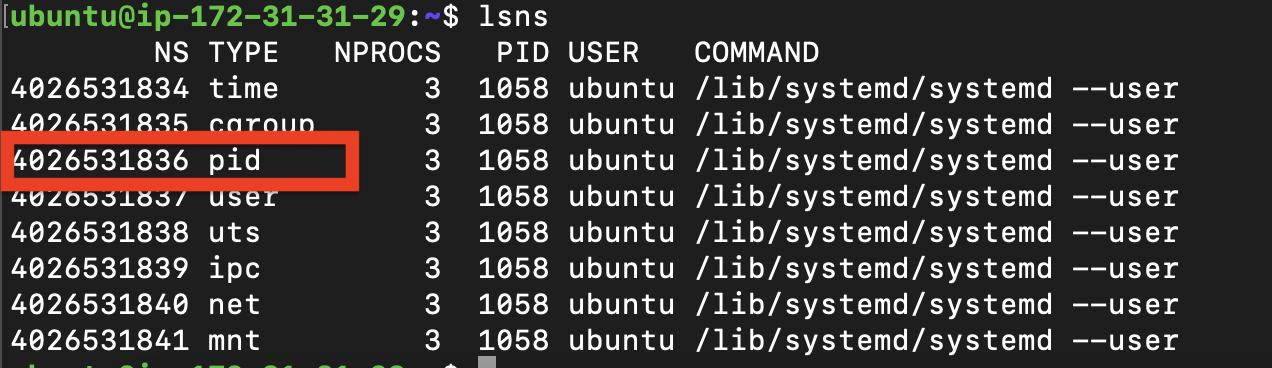 [ubuntu@ip-172-31-31-29:~$ lsns
NS TYPE NPROCS PID USER COMMAND
4026531834 time 3 1058 ubuntu /lib/systemd/systemd --user
4026531835 cgroup 3 1058 ubuntu /lib/systemd/systemd --user
4026531836 pid 3 1058 ubuntu /lib/systemd/systemd --user
4026531837 user 3 1058 ubuntu /lib/systemd/systemd --user
4026531838 uts 3 1058 ubuntu /lib/systemd/systemd --user
4026531839 ipc 3 1058 ubuntu /lib/systemd/systemd --user
4026531840 net 3 1058 ubuntu /lib/systemd/systemd --user
4026531841 mnt 3 1058 ubuntu /lib/systemd/systemd --user